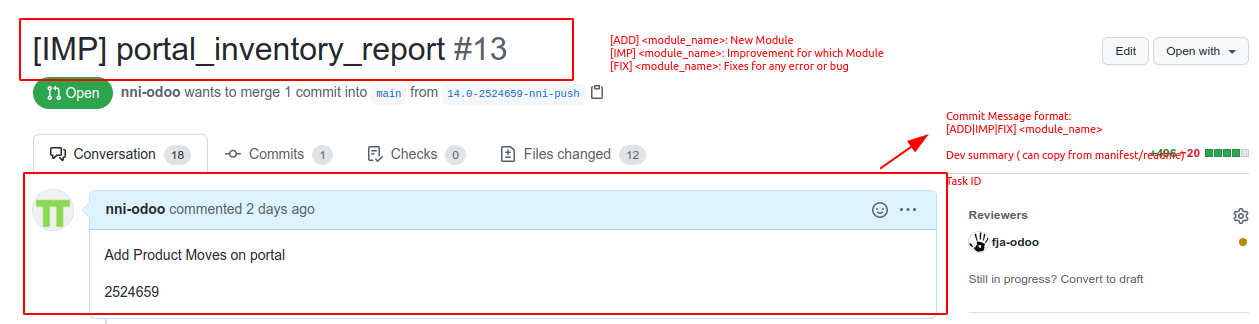 [IMP] portal_inventory_report #13
[ADD] <module_name>: New Module
[IMP] <module_name>: Improvement for which Module
[FIX] <module_name>: Fixes for any error or bug
Edit
Open with
Open
nni-odoo wants to merge 1 commit into main from 14.0-2524659-nni-push
Commit Message format:
[ADD|IMP|FIX] <module_name>
Conversation 18
Commits 1
Checks 0
Files changed 12
Dev summary ( can copy from manifest/readme)
+496 −20
Task ID
nni-odoo commented 2 days ago
Add Product Moves on portal
2524659
Reviewers
fja-odoo
Still in progress? Convert to draft